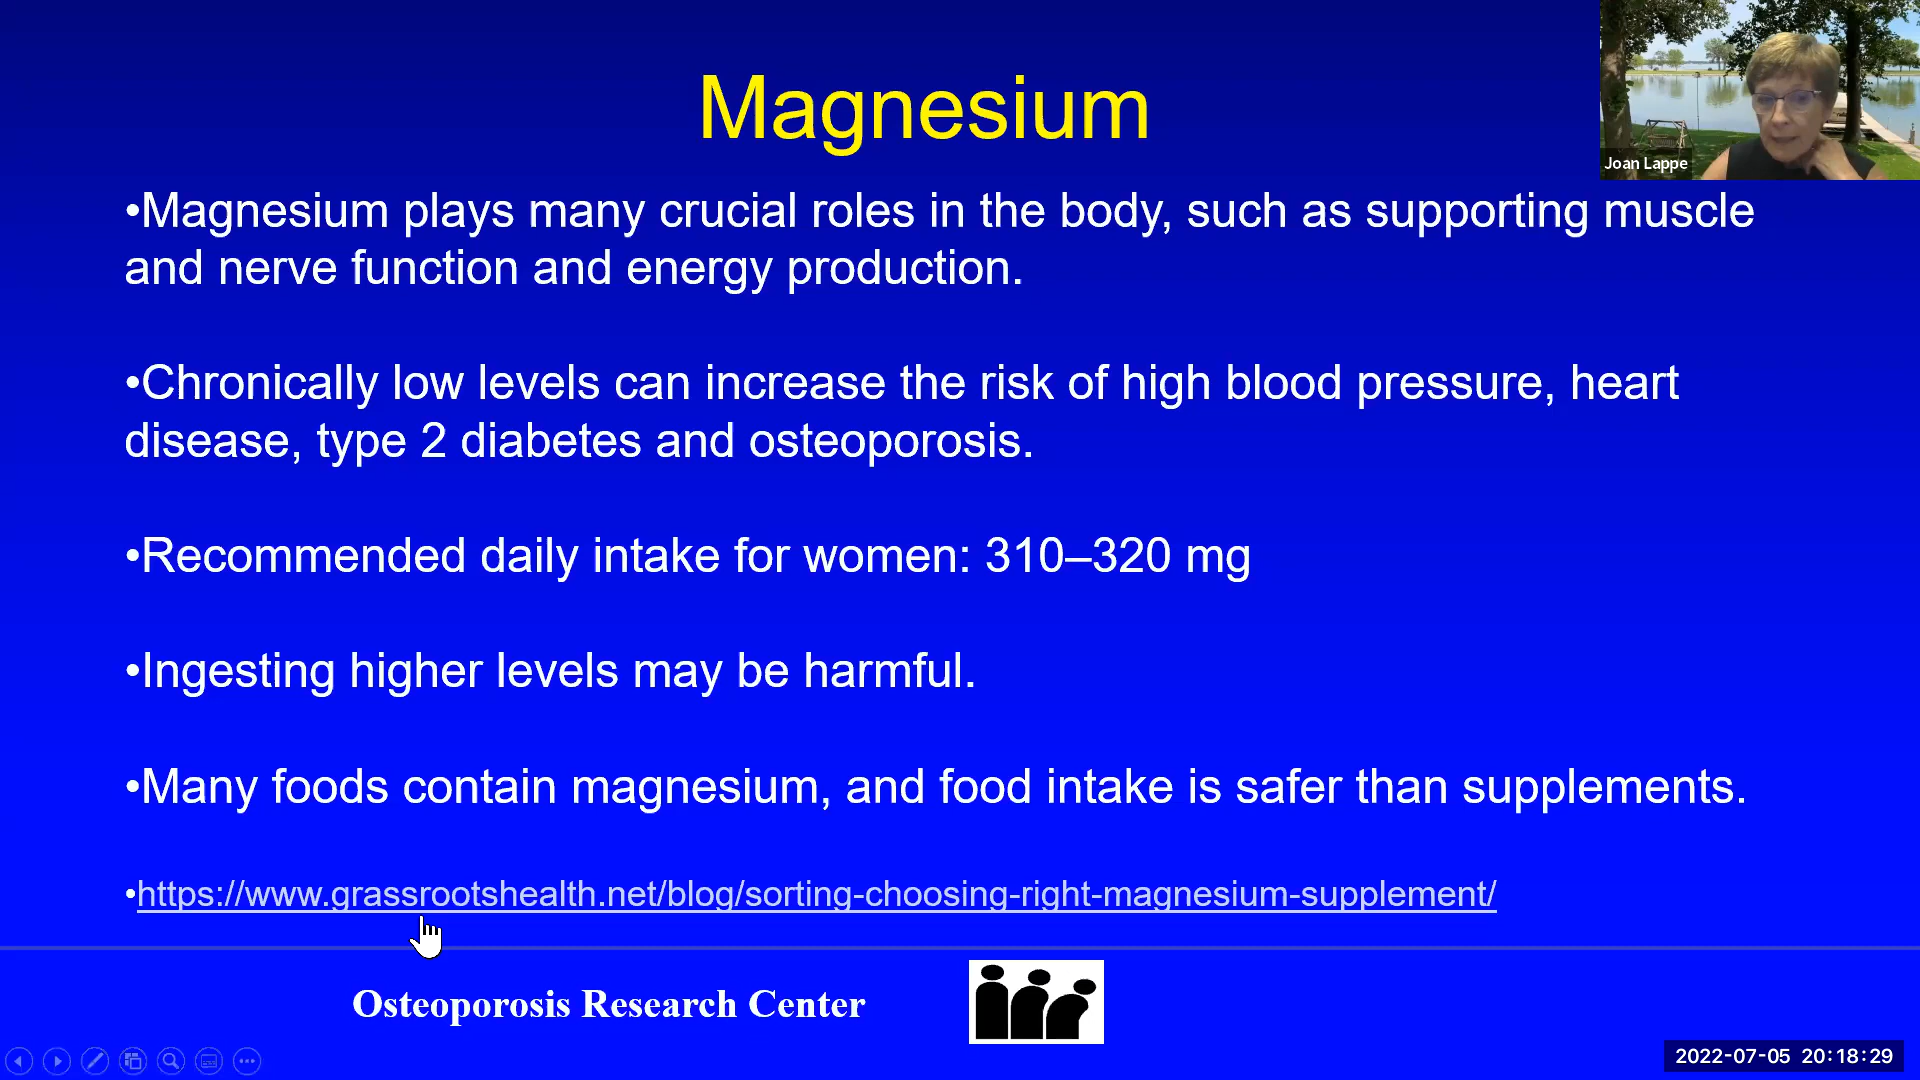 Magnesium
Joan Lappe
•Magnesium plays many crucial roles in the body, such as supporting muscle
and nerve function and energy production.
•Chronically low levels can increase the risk of high blood pressure, heart
disease, type 2 diabetes and osteoporosis.
•Recommended daily intake for women: 310–320 mg
•Ingesting higher levels may be harmful.
•Many foods contain magnesium, and food intake is safer than supplements.
•https://www.grassrootshealth.net/blog/sorting-choosing-right-magnesium-supplement/
Osteoporosis Research Center
2022-07-05 20:18:29